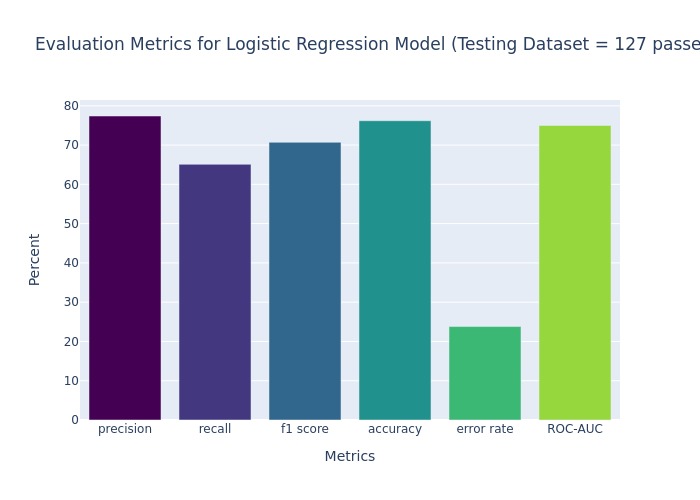 Evaluation Metrics for Logistic Regression Model (Testing Dataset = 127 passe
80
70
60
50
40
30
20
10
0
Percent
precision
recall
f1 score
accuracy
error rate
ROC-AUC
Metrics